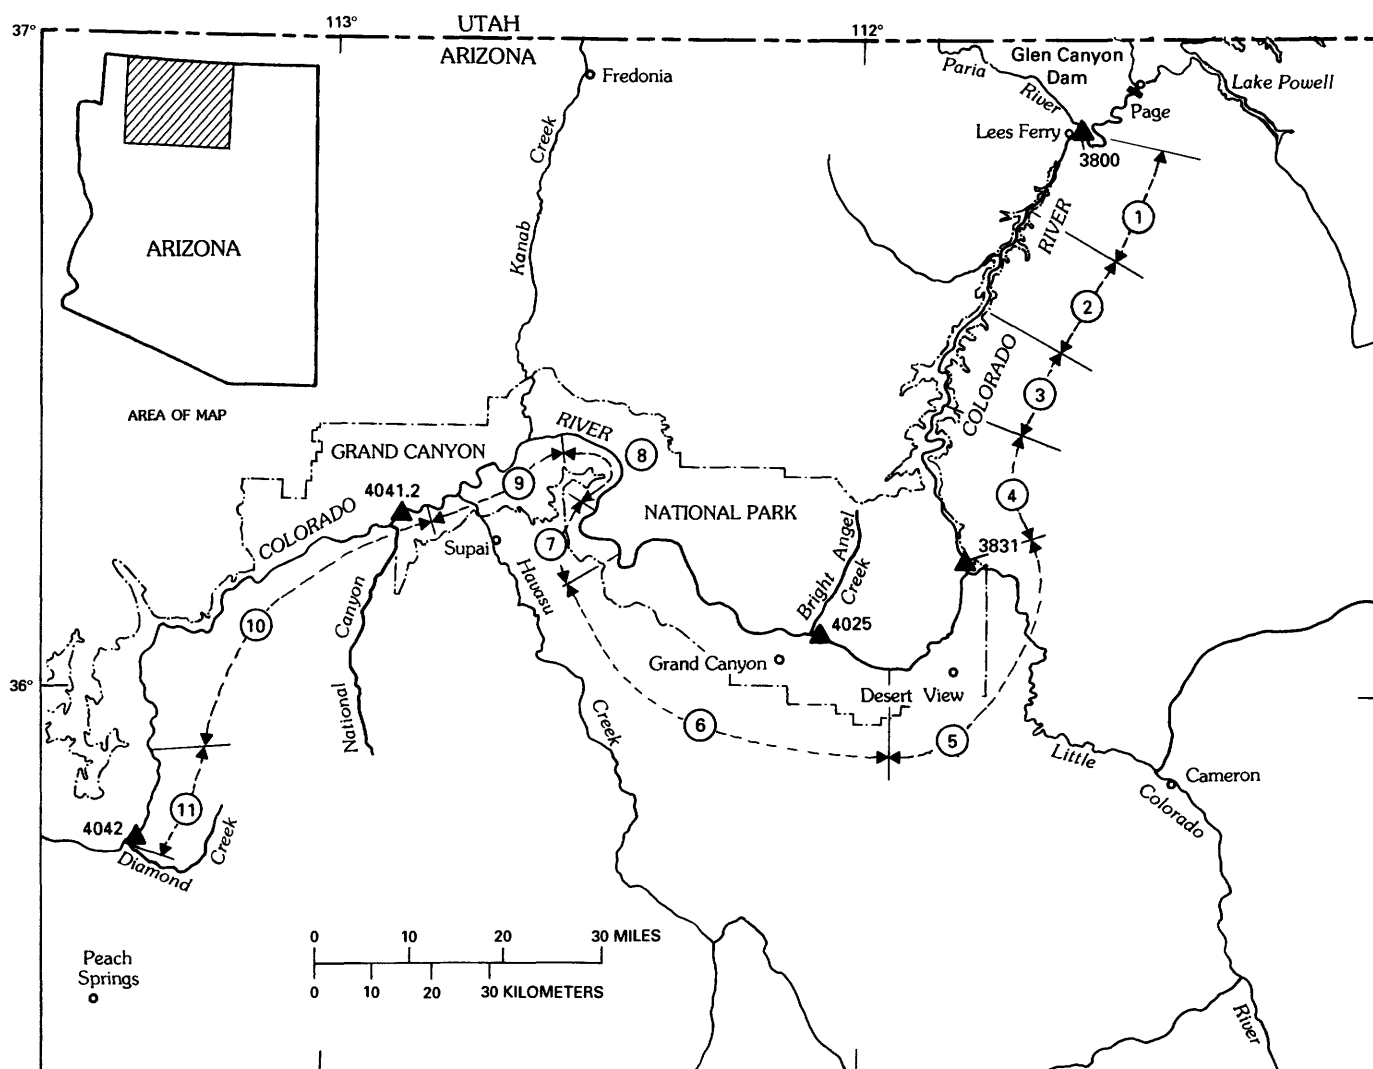 37°
113°
UTAH
ARIZONA
112°
Fredonia
Paria
River
Glen Canyon
Dam
Lake Powell
Page
Lees Ferry
3800
Kanab
Creek
ARIZONA
AREA OF MAP
RIVER
COLORADO
1
2
3
4
GRAND CANYON
RIVER
8
9
4041.2
COLORADO
NATIONAL PARK
Supai
7
Havasu
Creek
3831
Bright Angel
Creek
4025
10
National
Canyon
Grand Canyon
Desert View
36°
6
5
Little
Colorado
River
Cameron
11
4042
Diamond
Creek
Peach
Springs
0 10 20 30 MILES
0 10 20 30 KILOMETERS